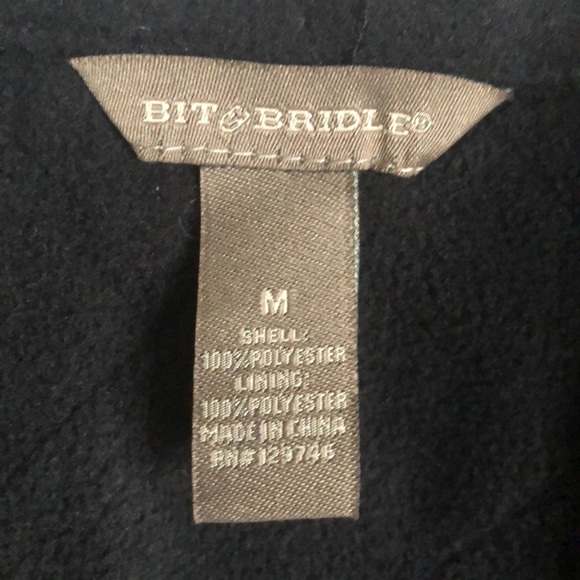 BIT & BRIDLE®
M
SHELL:
100%POLYESTER
LINING:
100%POLYESTER
MADE IN CHINA
RN# 129746